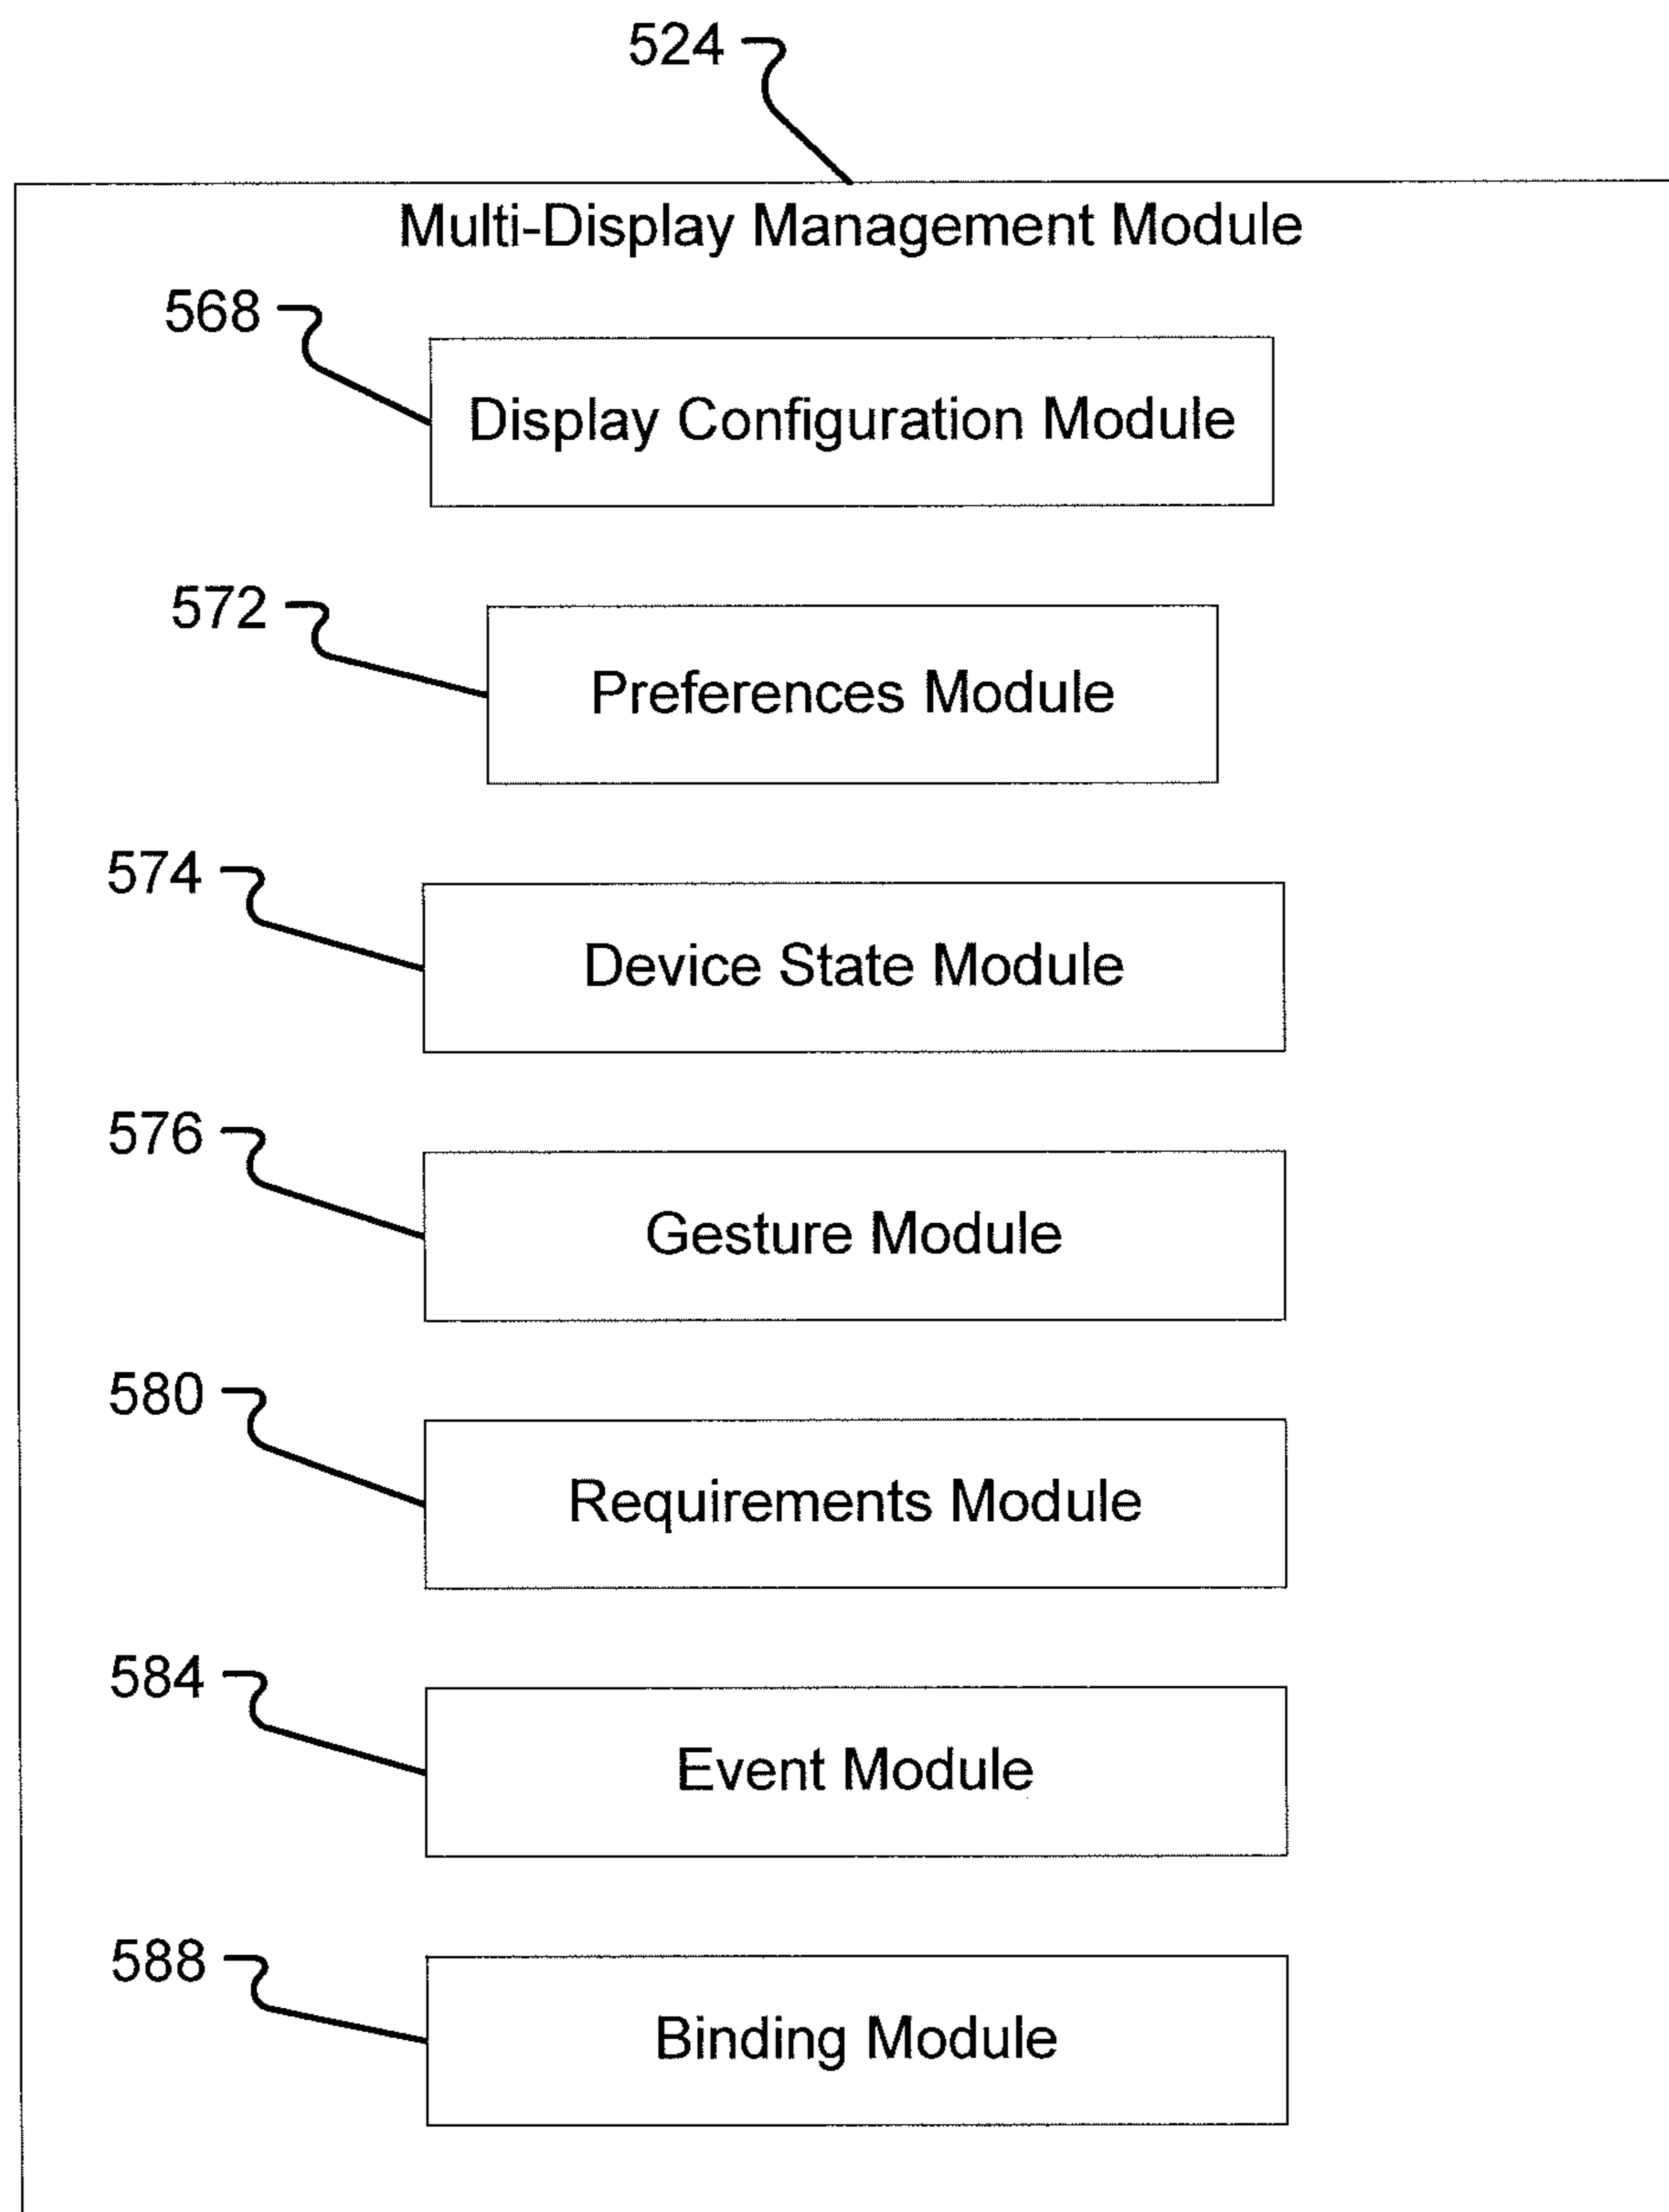 524
Multi-Display Management Module
568
Display Configuration Module
572
Preferences Module
574
Device State Module
576
Gesture Module
580
Requirements Module
584
Event Module
588
Binding Module